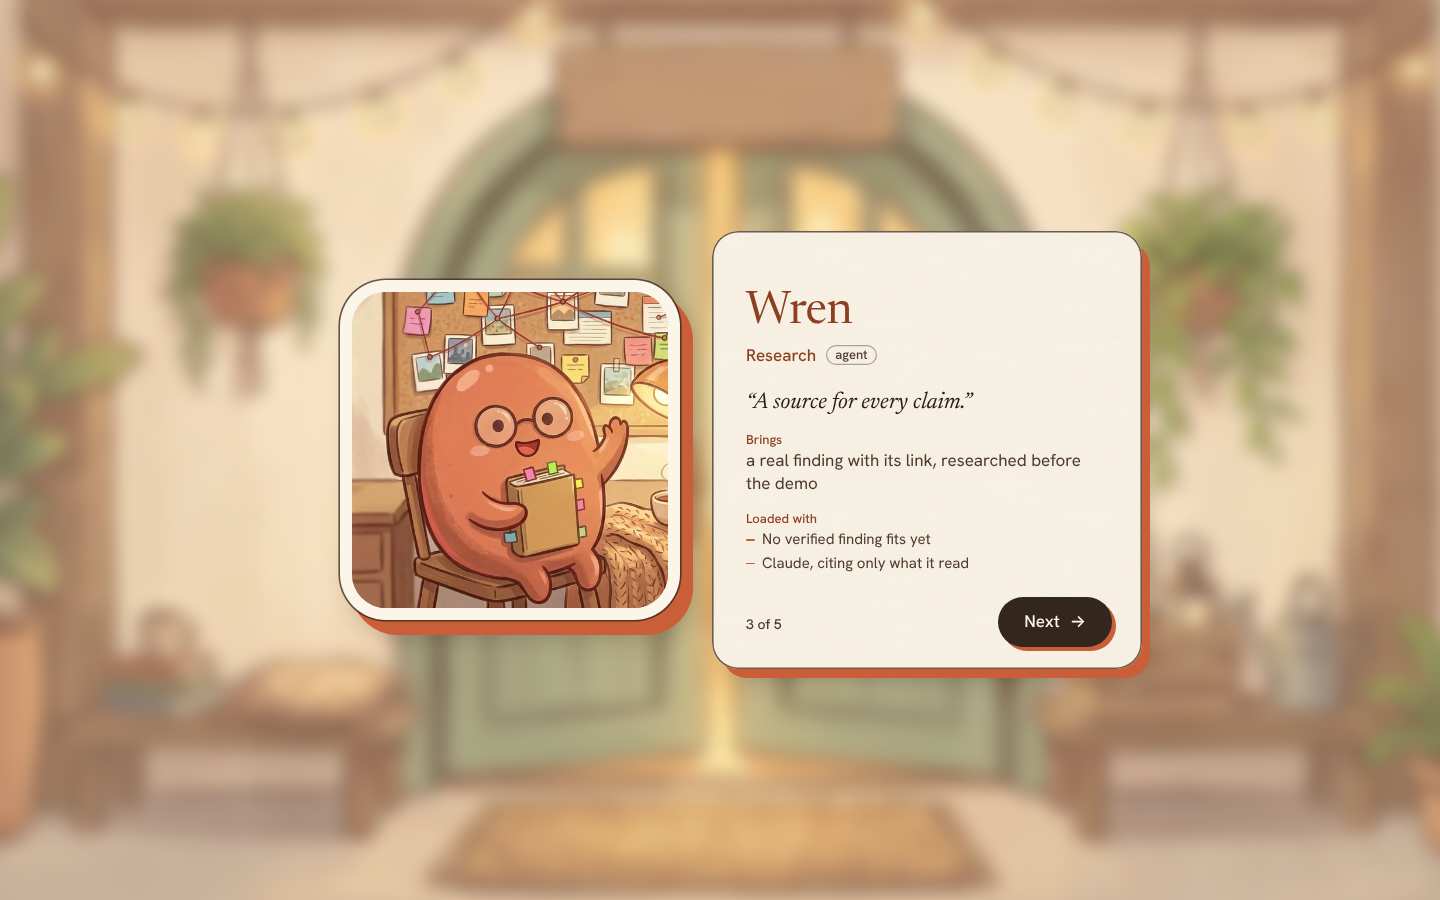 Wren
Research agent
“A source for every claim.”
Brings
a real finding with its link, researched before
the demo
Loaded with
– No verified finding fits yet
– Claude, citing only what it read
3 of 5
Next →